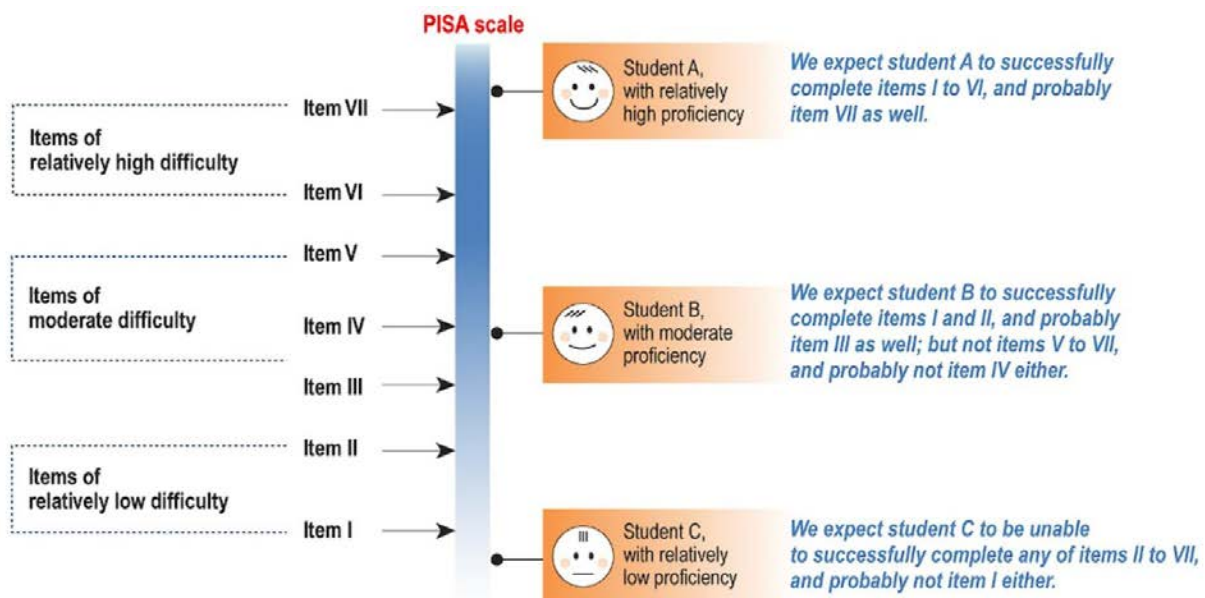 PISA scale
Item VII
Items of
relatively high difficulty
Item VI
Item V
Items of
moderate difficulty
Item IV
Item III
Item II
Items of
relatively low difficulty
Item I
Student A,
with relatively
high proficiency
We expect student A to successfully
complete items I to VI, and probably
item VII as well.
Student B,
with moderate
proficiency
We expect student B to successfully
complete items I and II, and probably
item III as well; but not items V to VII,
and probably not item IV either.
Student C,
with relatively
low proficiency
We expect student C to be unable
to successfully complete any of items II to VII,
and probably not item I either.